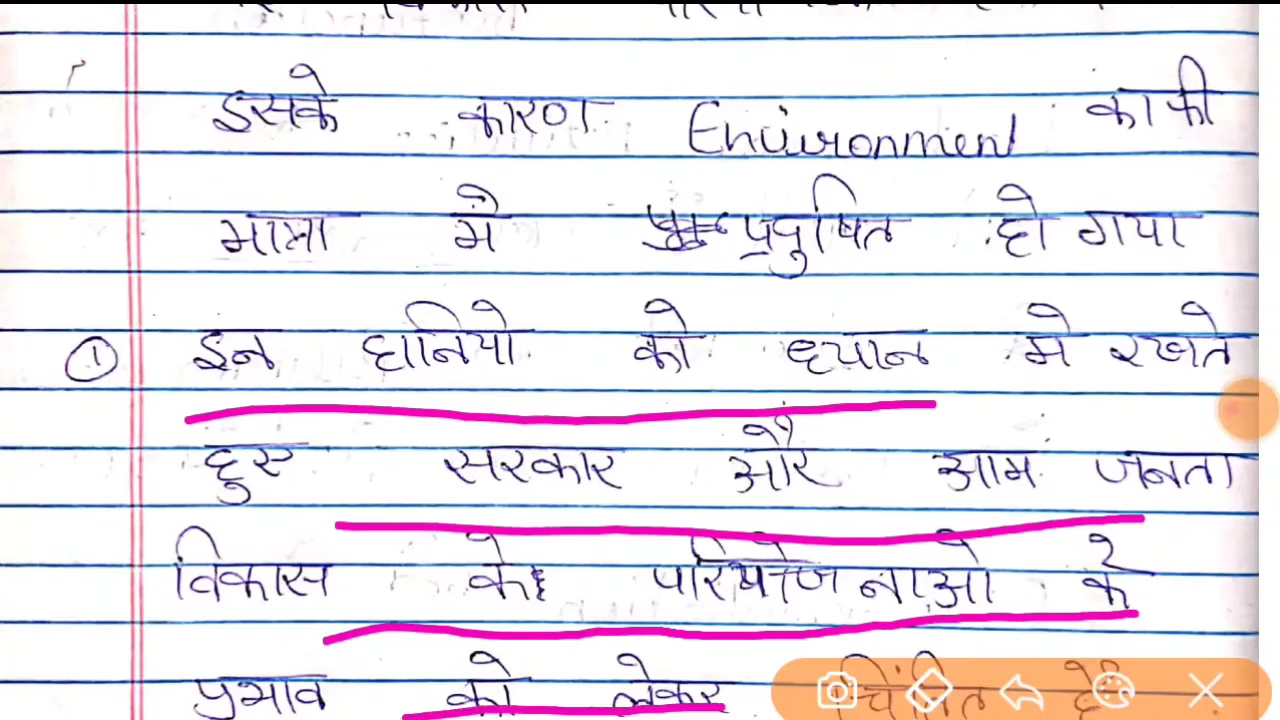 इसके कारण Environment काफी
मात्रा मे प्रदुषित हो गया
① इन हानियो को ध्यान मे रखते
हुए सरकार और आम जनता
विकास के परियोजनाओ के
प्रभाव को लेकर चिंतित है